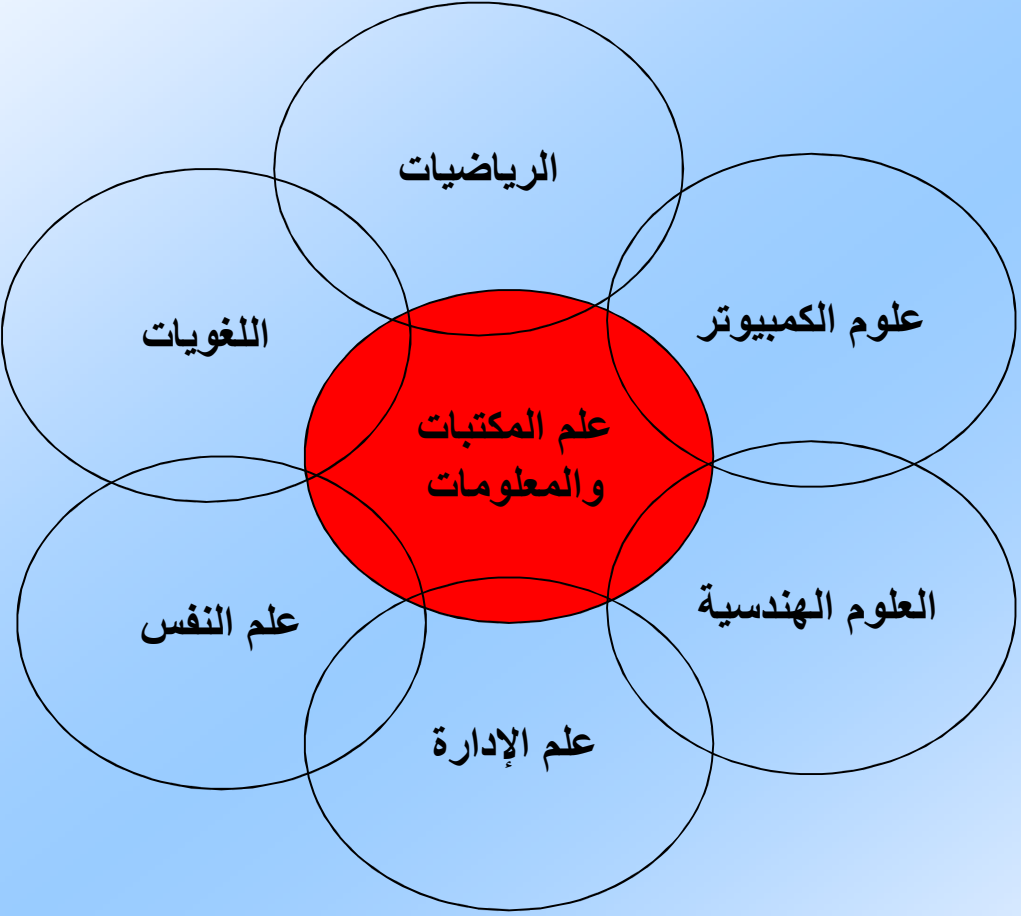 الرياضيات
علوم الكمبيوتر
اللغويات
علم المكتبات
والمعلومات
العلوم الهندسية
علم النفس
علم الإدارة